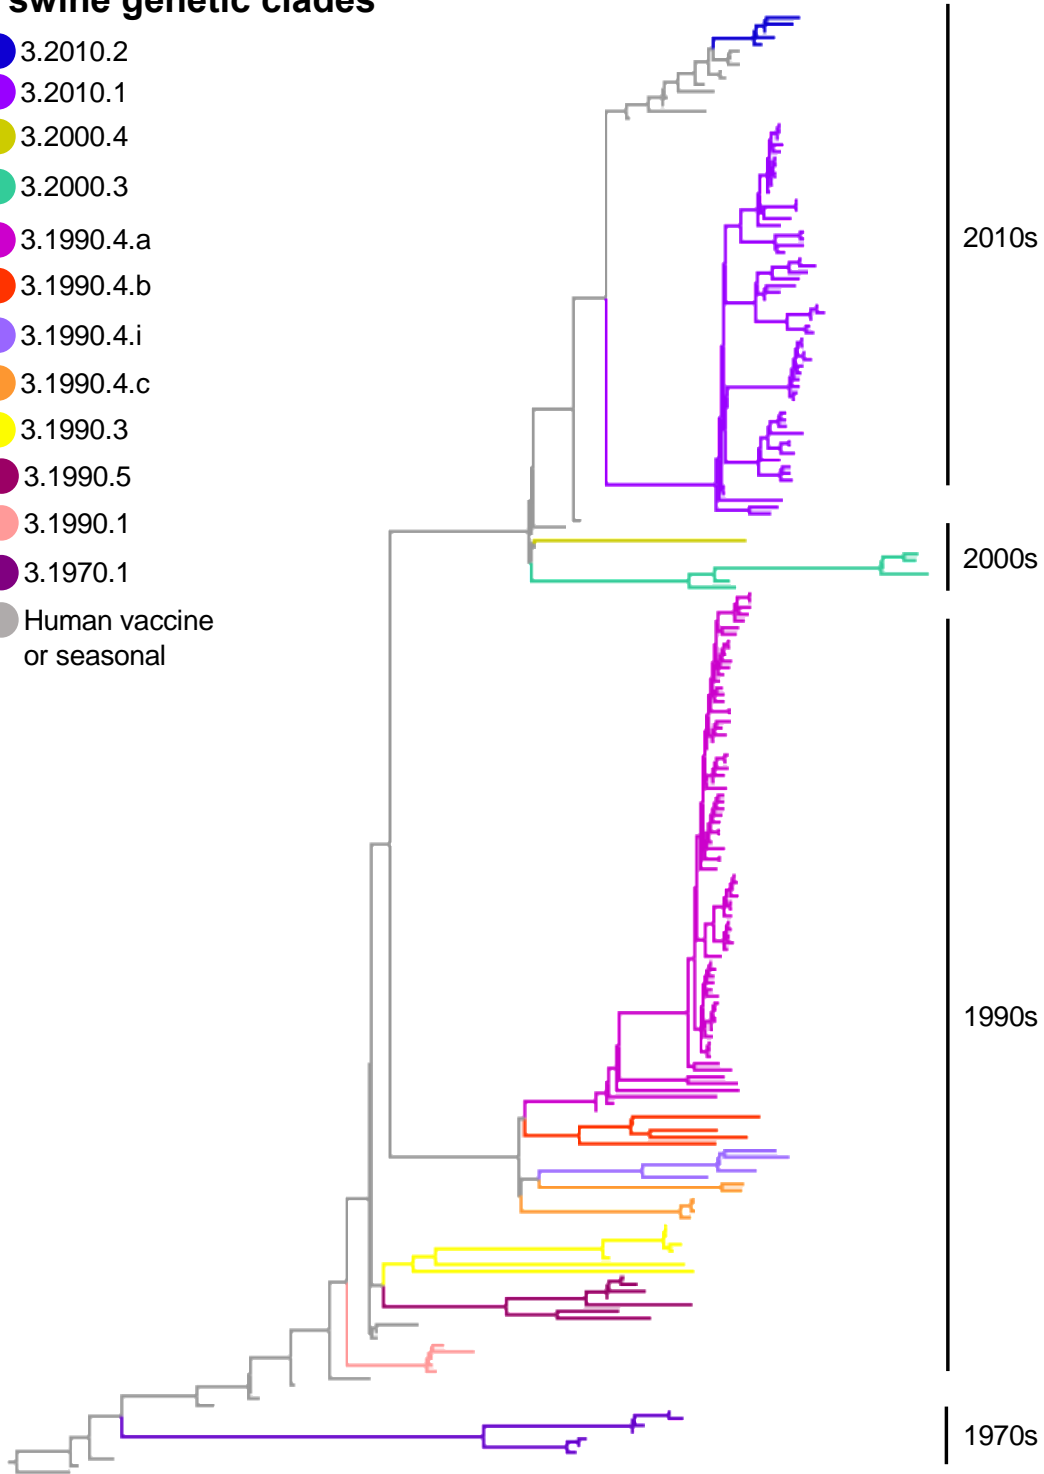 swine genetic clades
3.2010.2
3.2010.1
3.2000.4
3.2000.3
3.1990.4.a
3.1990.4.b
3.1990.4.i
3.1990.4.c
3.1990.3
3.1990.5
3.1990.1
3.1970.1
Human vaccine
or seasonal
2010s
2000s
1990s
1970s